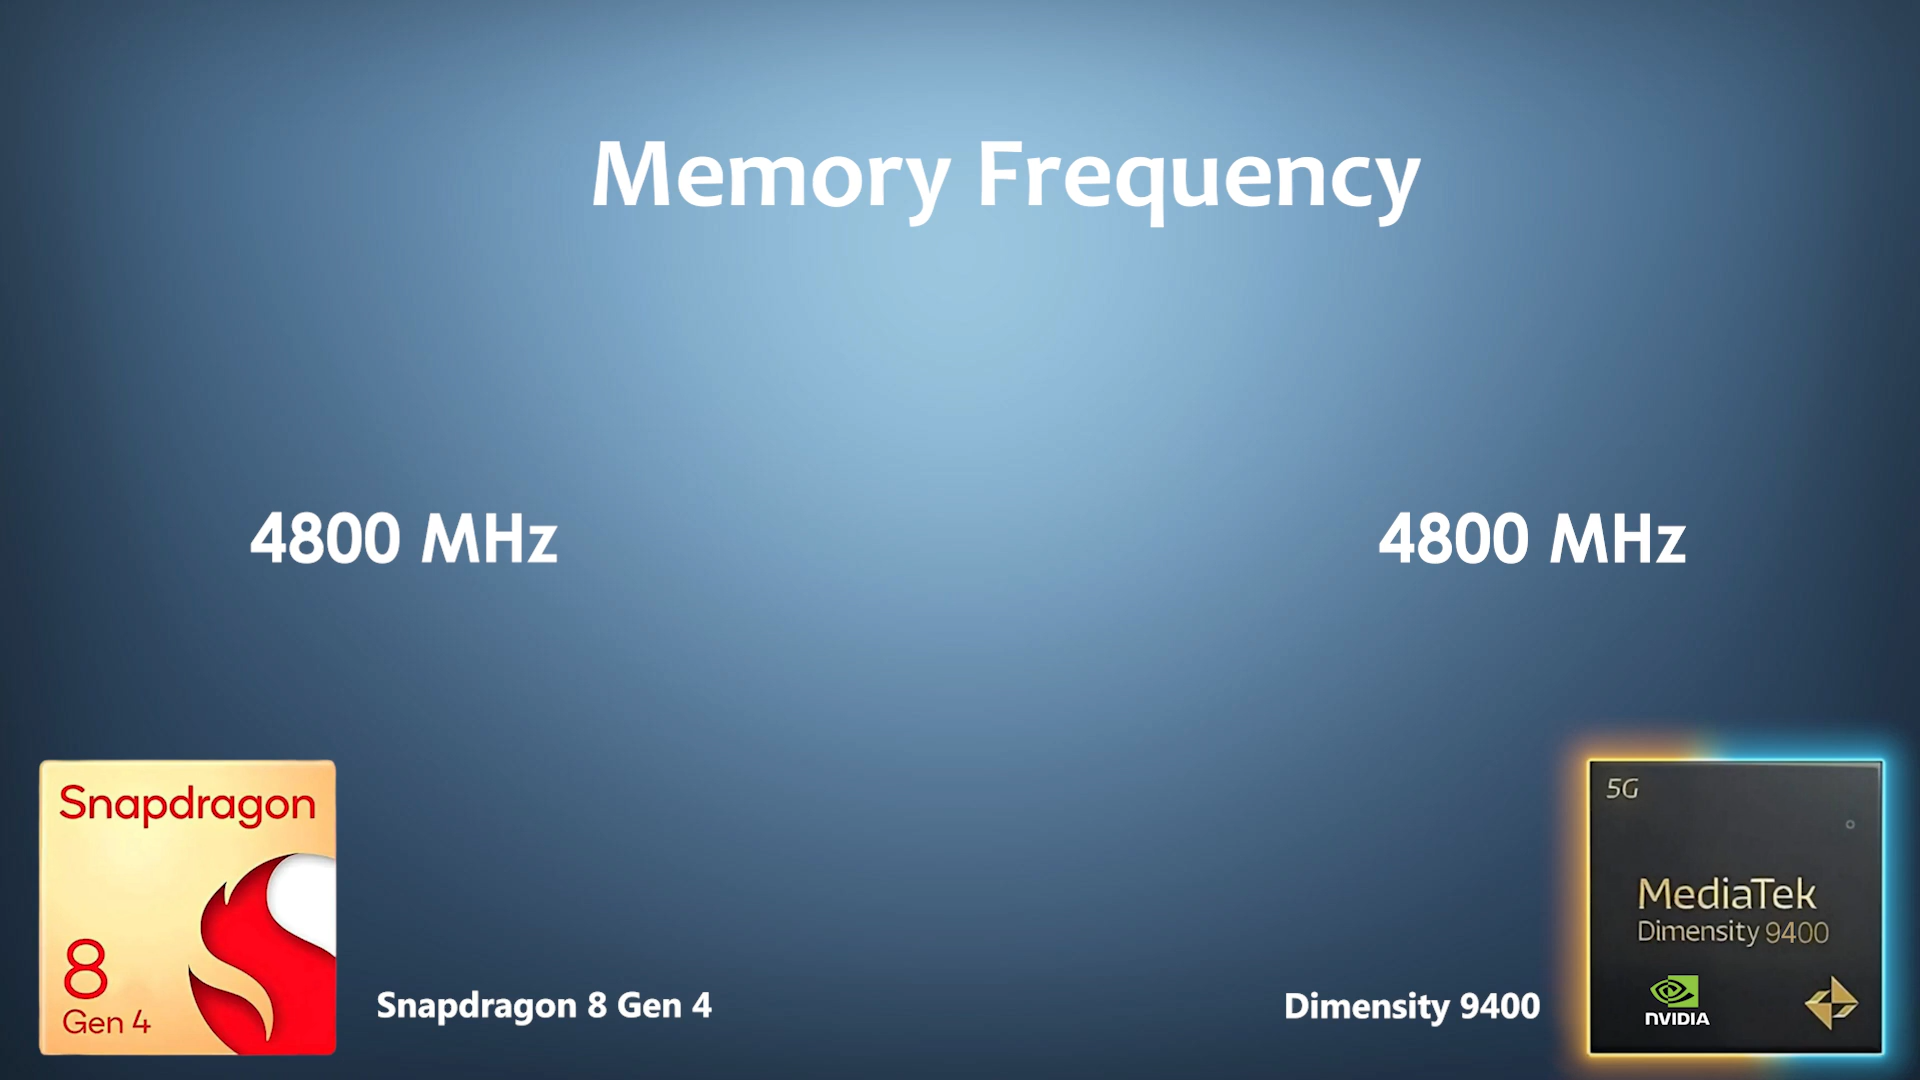 Memory Frequency
4800 MHz
4800 MHz
Snapdragon
8
Gen 4
Snapdragon 8 Gen 4
Dimensity 9400
5G
MediaTek
Dimensity 9400
NVIDIA